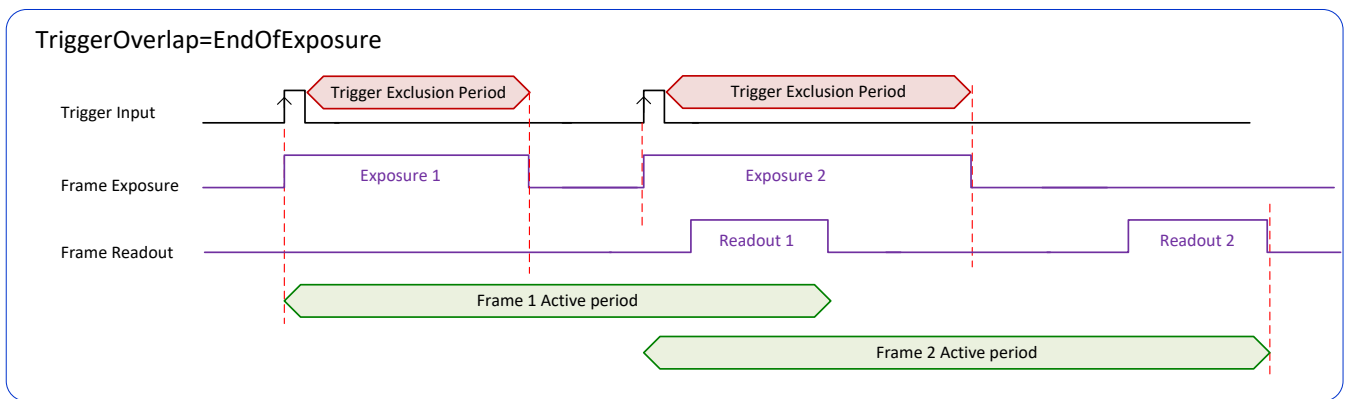 TriggerOverlap=EndOfExposure
Trigger Exclusion Period
Trigger Exclusion Period
Trigger Input
Exposure 1
Exposure 2
Frame Exposure
Readout 1
Readout 2
Frame Readout
Frame 1 Active period
Frame 2 Active period